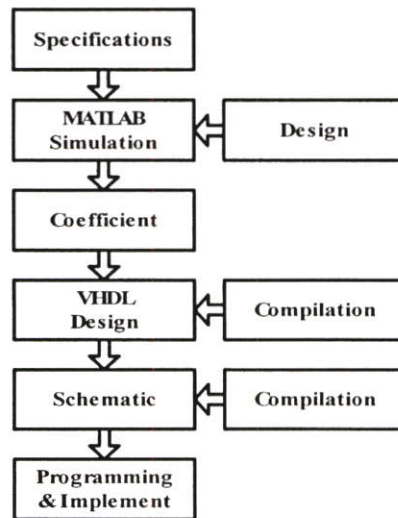 Specifications
MATLAB
Simulation
Design
Coefficient
VHDL
Design
Compilation
Schematic
Compilation
Programming
& Implement